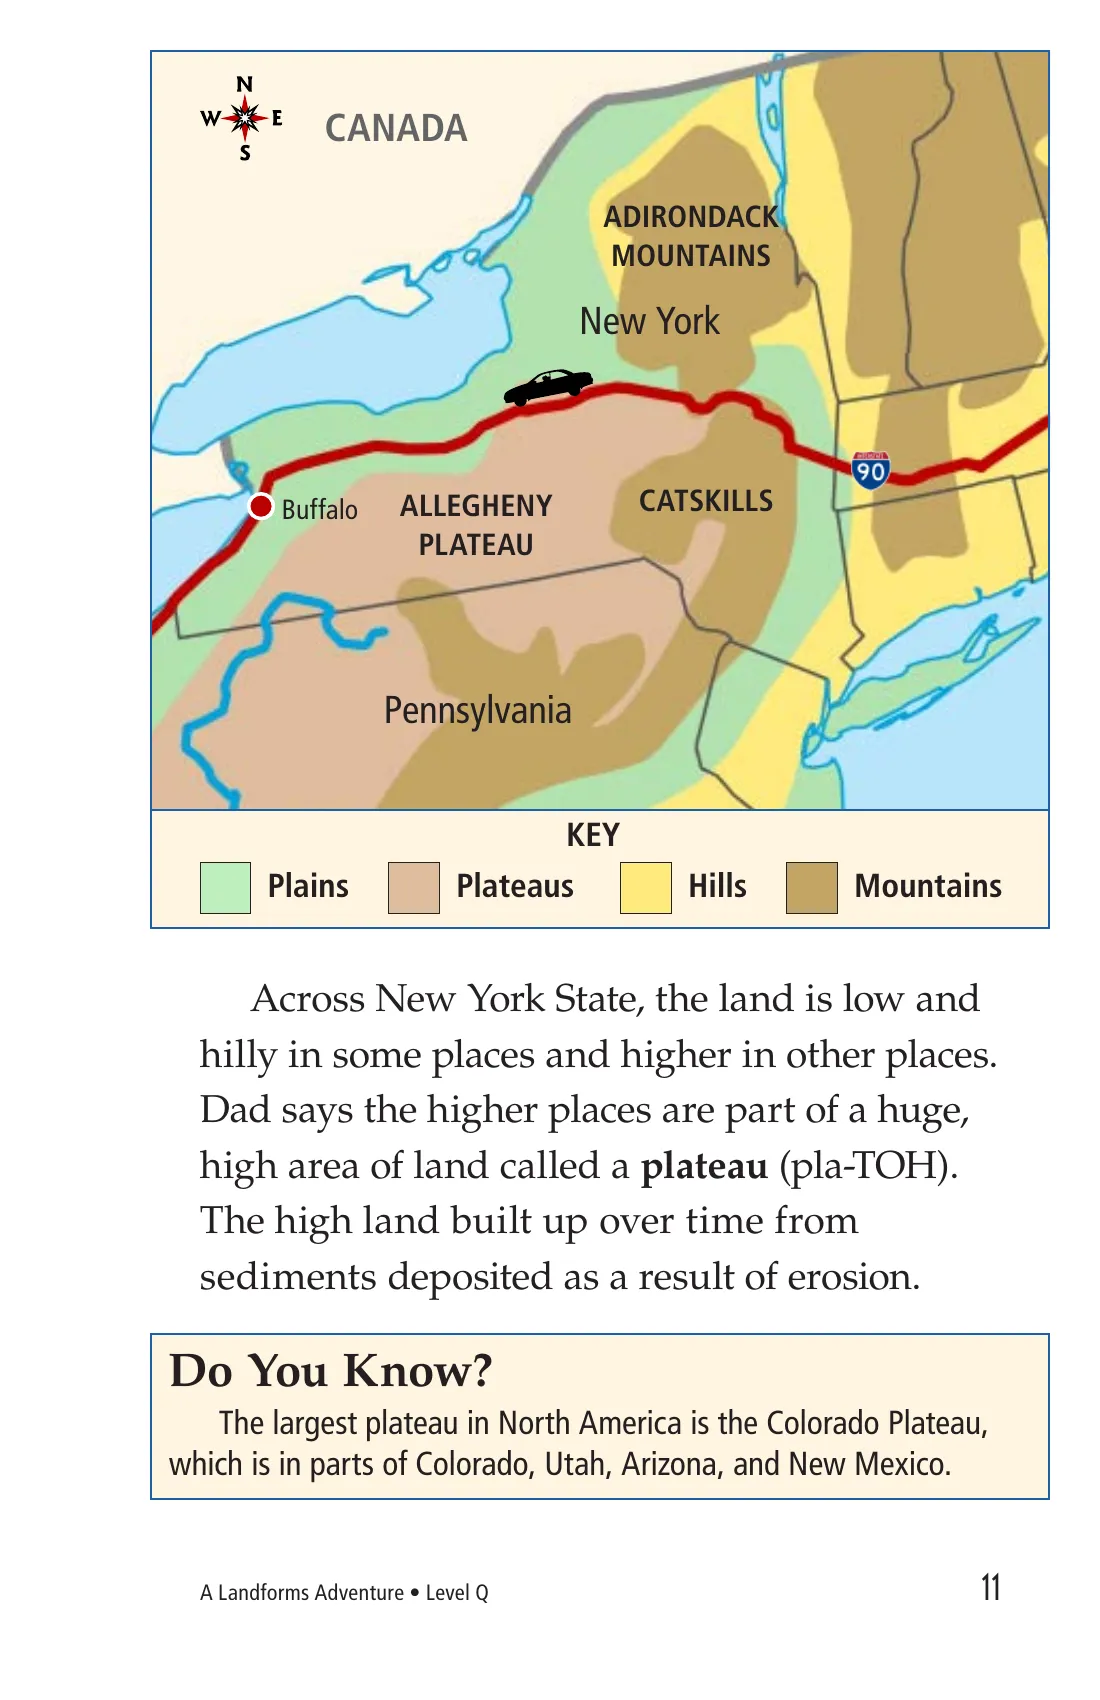 N
W E
S
CANADA
ADIRONDACK
MOUNTAINS
New York
INTERSTATE
90
Buffalo
ALLEGHENY
PLATEAU
CATSKILLS
Pennsylvania
KEY
Plains Plateaus Hills Mountains
Across New York State, the land is low and
hilly in some places and higher in other places.
Dad says the higher places are part of a huge,
high area of land called a plateau (pla-TOH).
The high land built up over time from
sediments deposited as a result of erosion.
Do You Know?
The largest plateau in North America is the Colorado Plateau,
which is in parts of Colorado, Utah, Arizona, and New Mexico.
A Landforms Adventure • Level Q 11